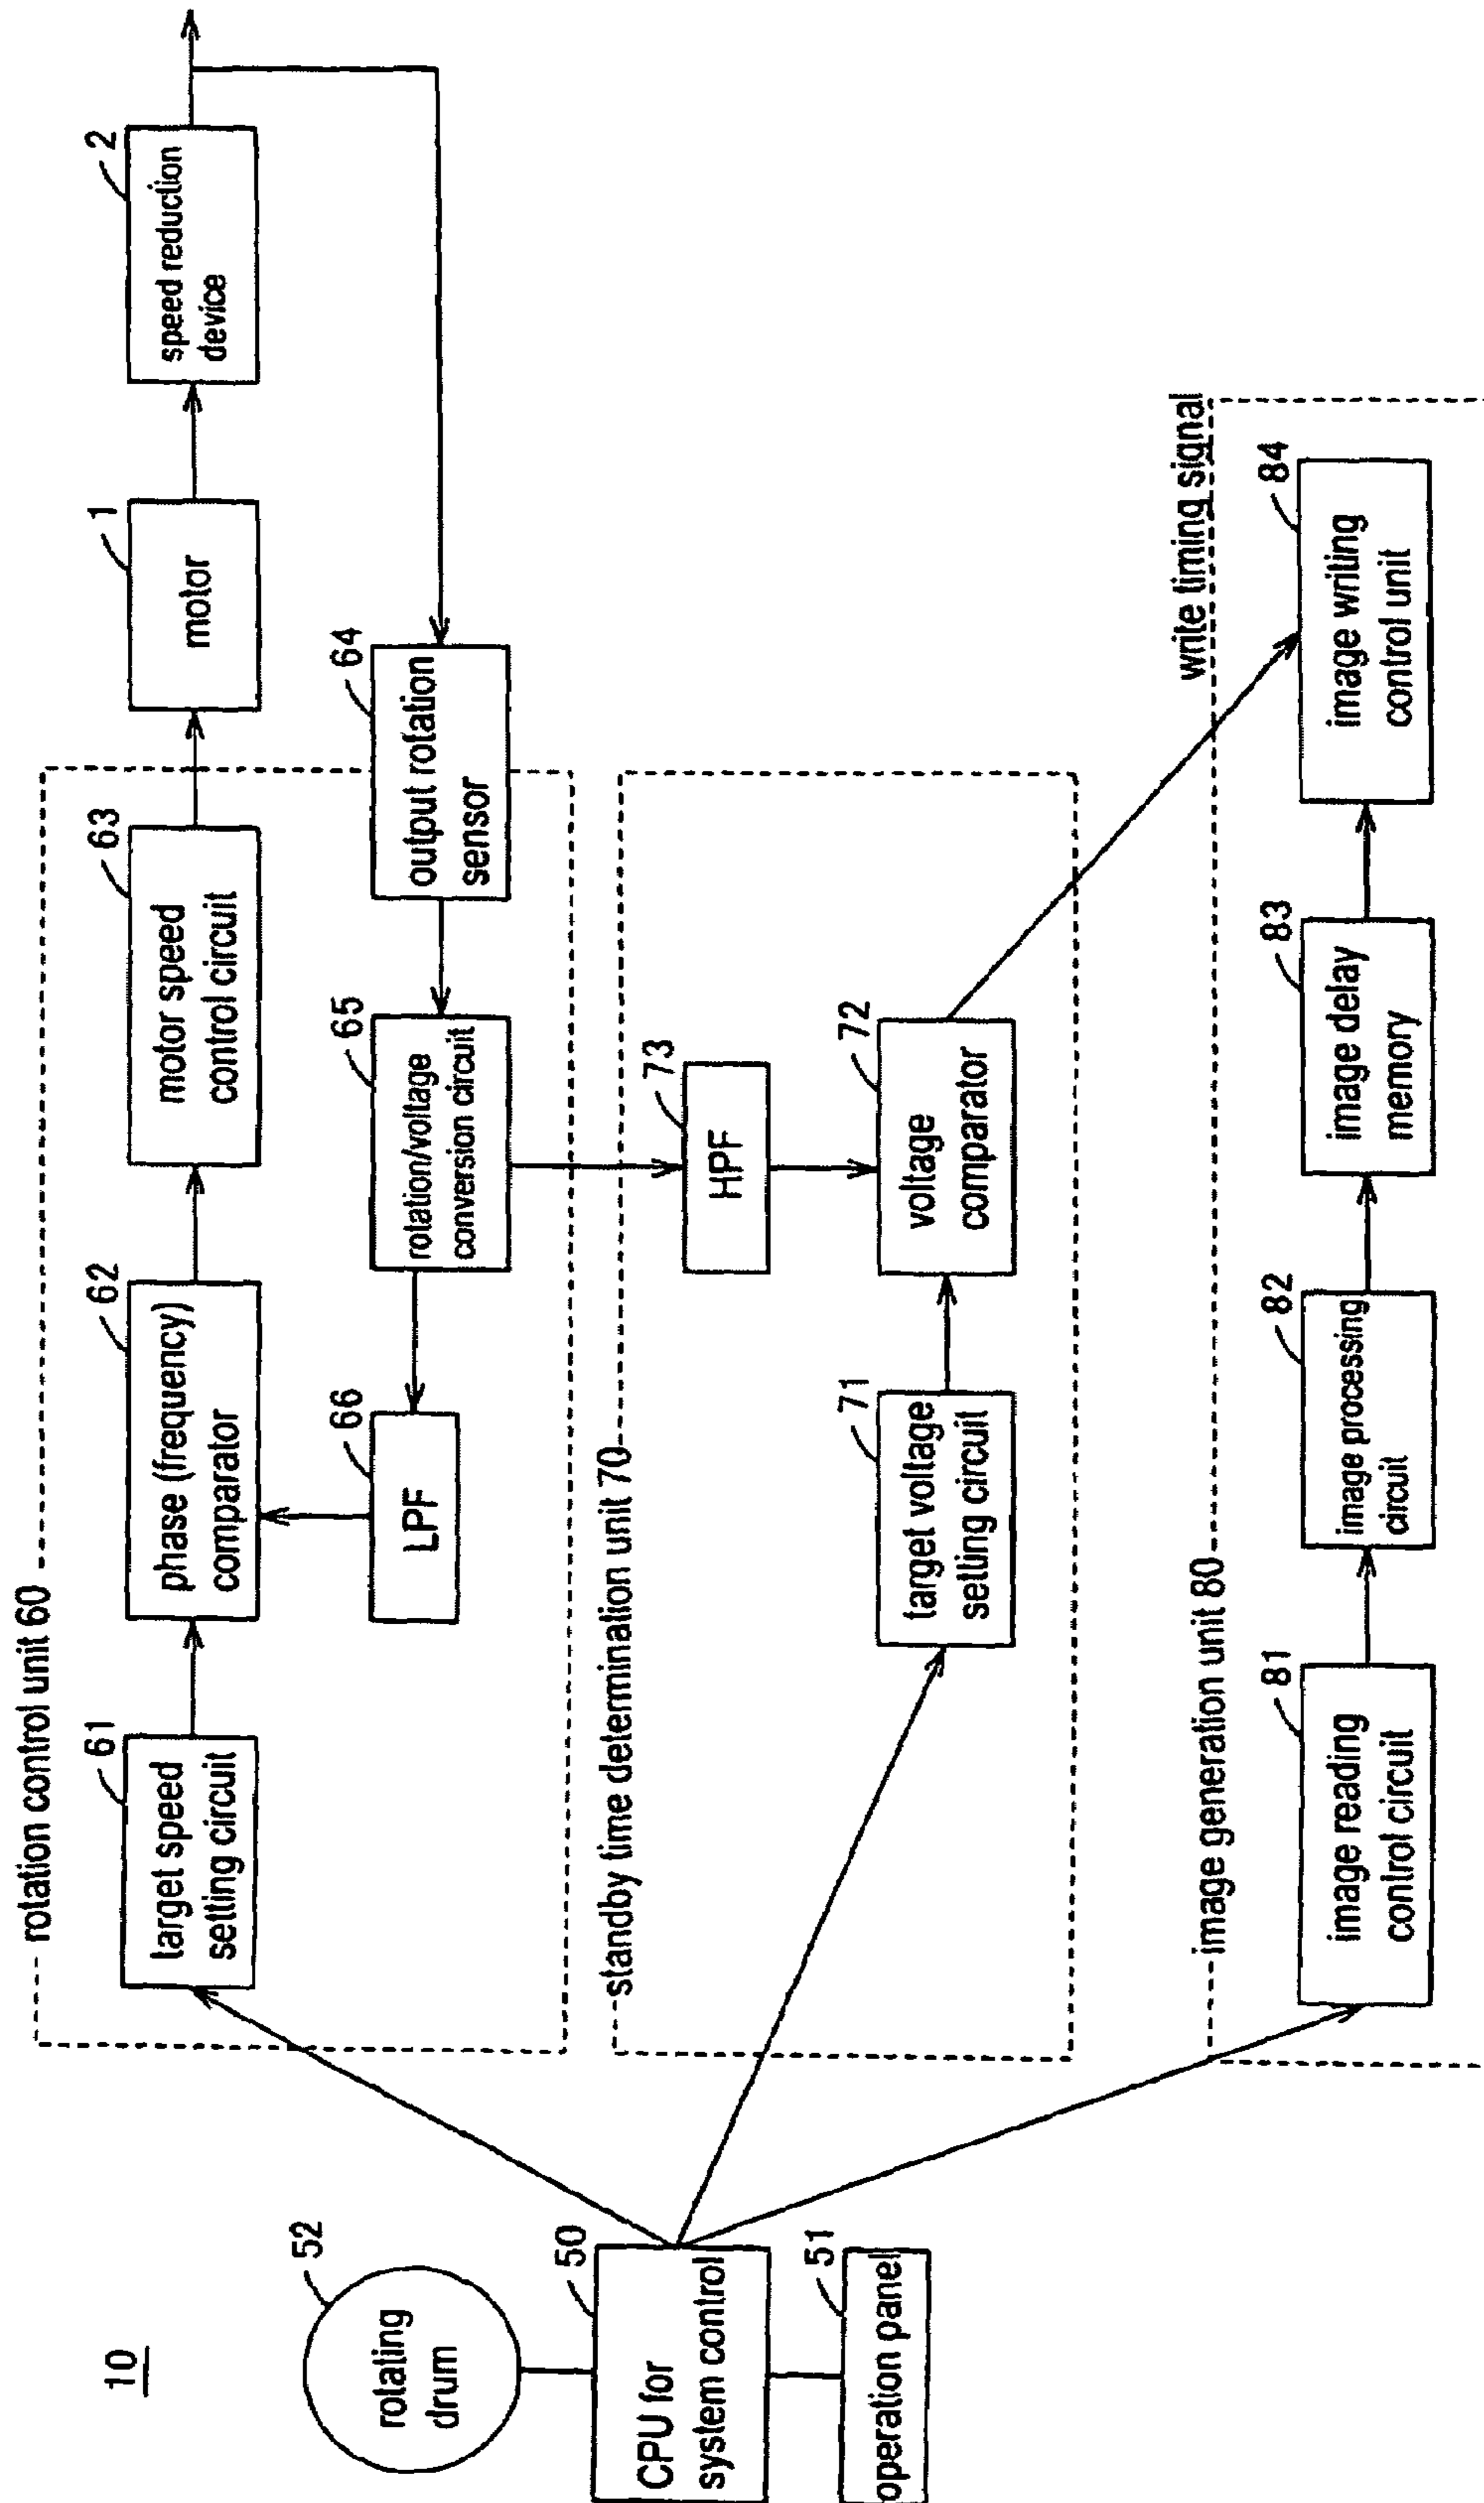 10
52
rotating
drum
50
CPU for
system control
51
operation panel
rotation control unit 60
61
target speed
setting circuit
62
phase (frequency)
comparator
63
motor speed
control circuit
1
motor
2
speed reduction
device
66
LPF
65
rotation/voltage
conversion circuit
64
output rotation
sensor
standby time determination unit 70
73
HPF
71
target voltage
setting circuit
72
voltage
comparator
write timing signal
image generation unit 80
81
image reading
control circuit
82
image processing
circuit
83
image delay
memory
84
image writing
control unit